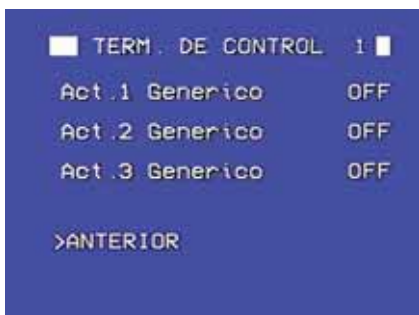 TERM. DE CONTROL 1
Act.1 Generico OFF
Act.2 Generico OFF
Act.3 Generico OFF
>ANTERIOR